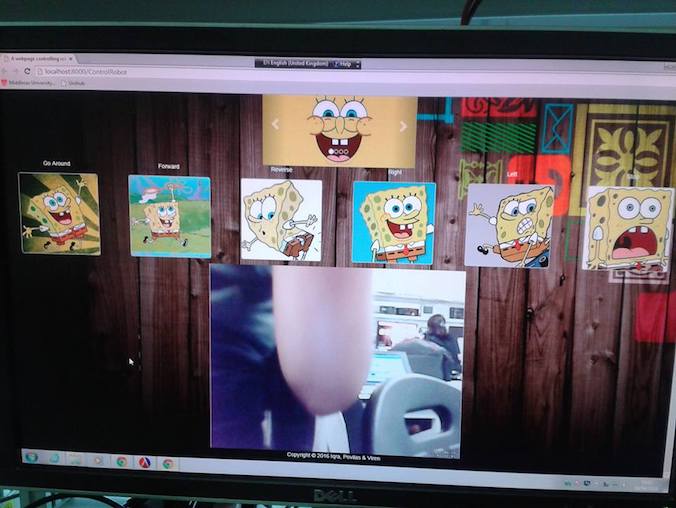 A webpage controlling
EN English (United Kingdom) ? Help
localhost:8000/ControlRobot
Middlesex University...
Github
Go Around
Forward
Reverse
Right
Left
Copyright © 2016 Iqra, Povilas & Viren
DELL